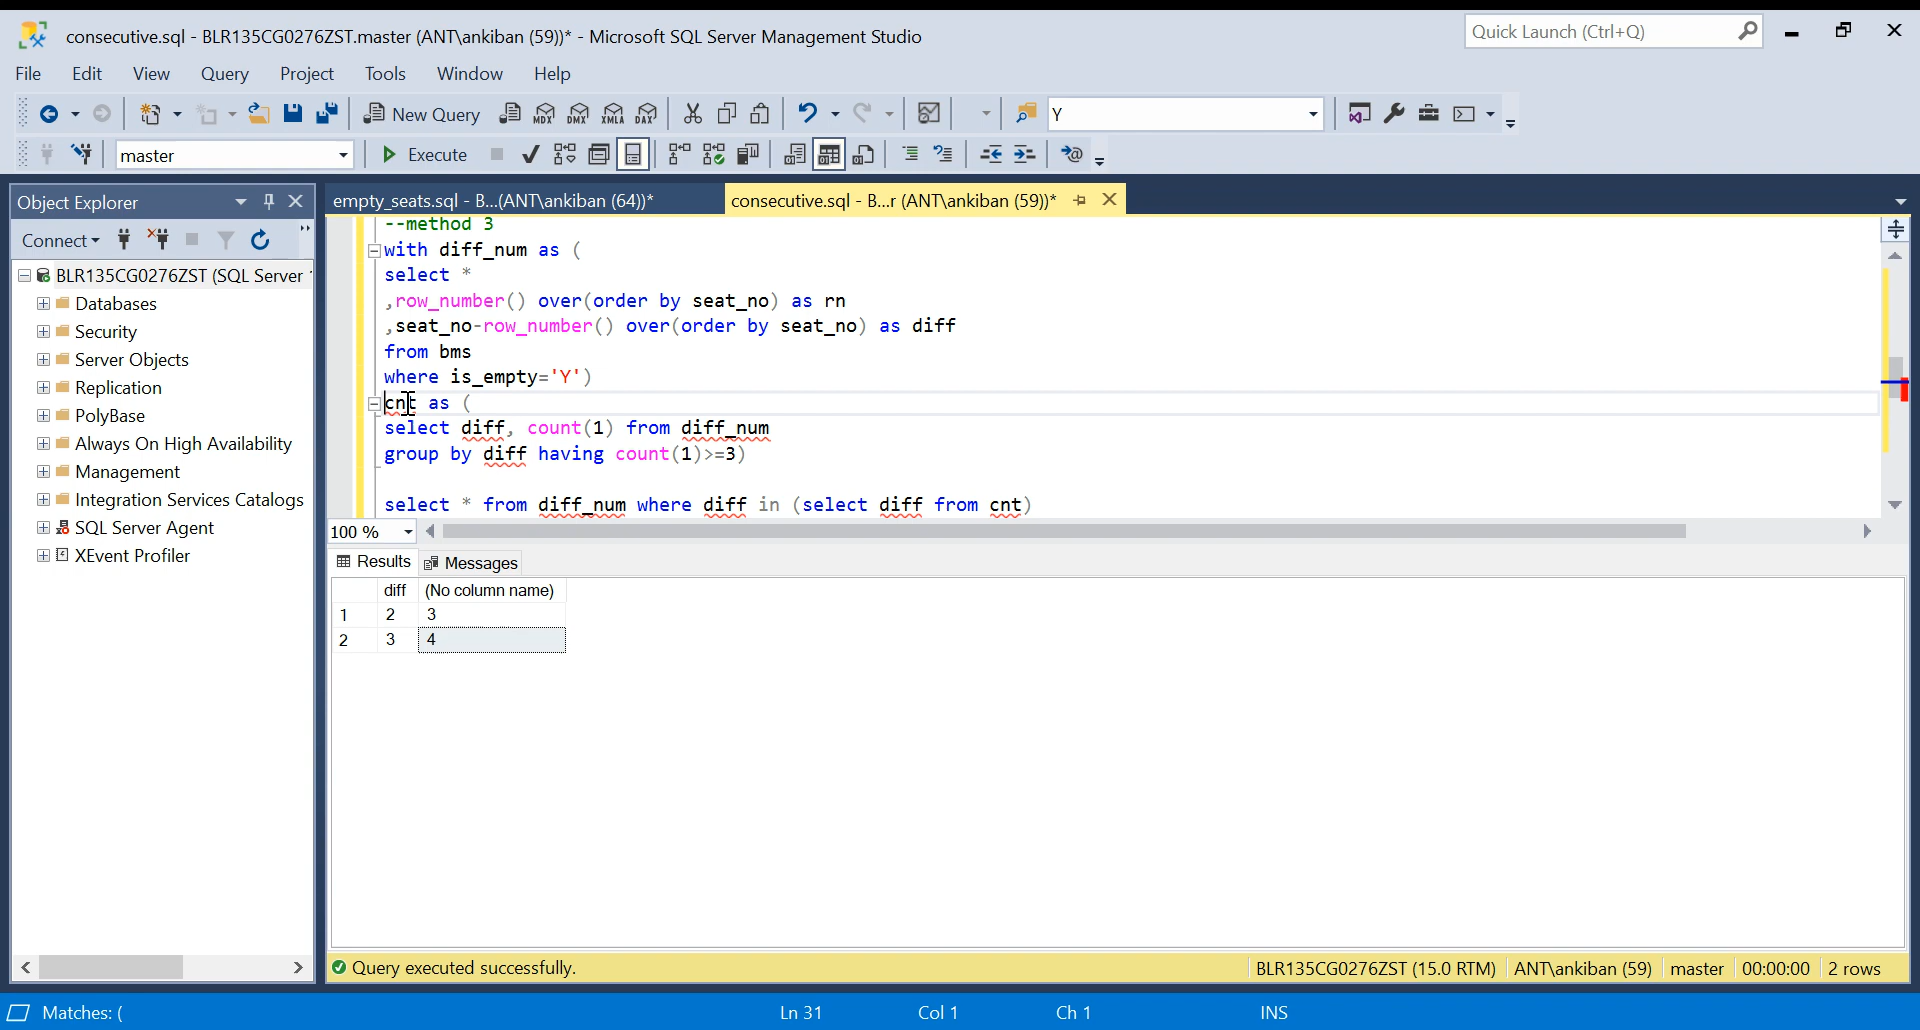 consecutive.sql - BLR135CG0276ZST.master (ANT\ankiban (59))* - Microsoft SQL Server Management Studio
Quick Launch (Ctrl+Q)
File Edit View Query Project Tools Window Help
New Query MDX DMX XMLA DAX Y
master Execute
Object Explorer
empty_seats.sql - B...(ANT\ankiban (64))*
consecutive.sql - B...r (ANT\ankiban (59))*
Connect
BLR135CG0276ZST (SQL Server
Databases
Security
Server Objects
Replication
PolyBase
Always On High Availability
Management
Integration Services Catalogs
SQL Server Agent
XEvent Profiler
--method 3
with diff_num as (
select *
,row_number() over(order by seat_no) as rn
,seat_no-row_number() over(order by seat_no) as diff
from bms
where is_empty='Y')
cnt as (
select diff, count(1) from diff_num
group by diff having count(1)>=3)
select * from diff_num where diff in (select diff from cnt)
100 %
Results Messages
diff (No column name)
1 2 3
2 3 4
Query executed successfully.
BLR135CG0276ZST (15.0 RTM) ANT\ankiban (59) master 00:00:00 2 rows
Matches: ( Ln 31 Col 1 Ch 1 INS